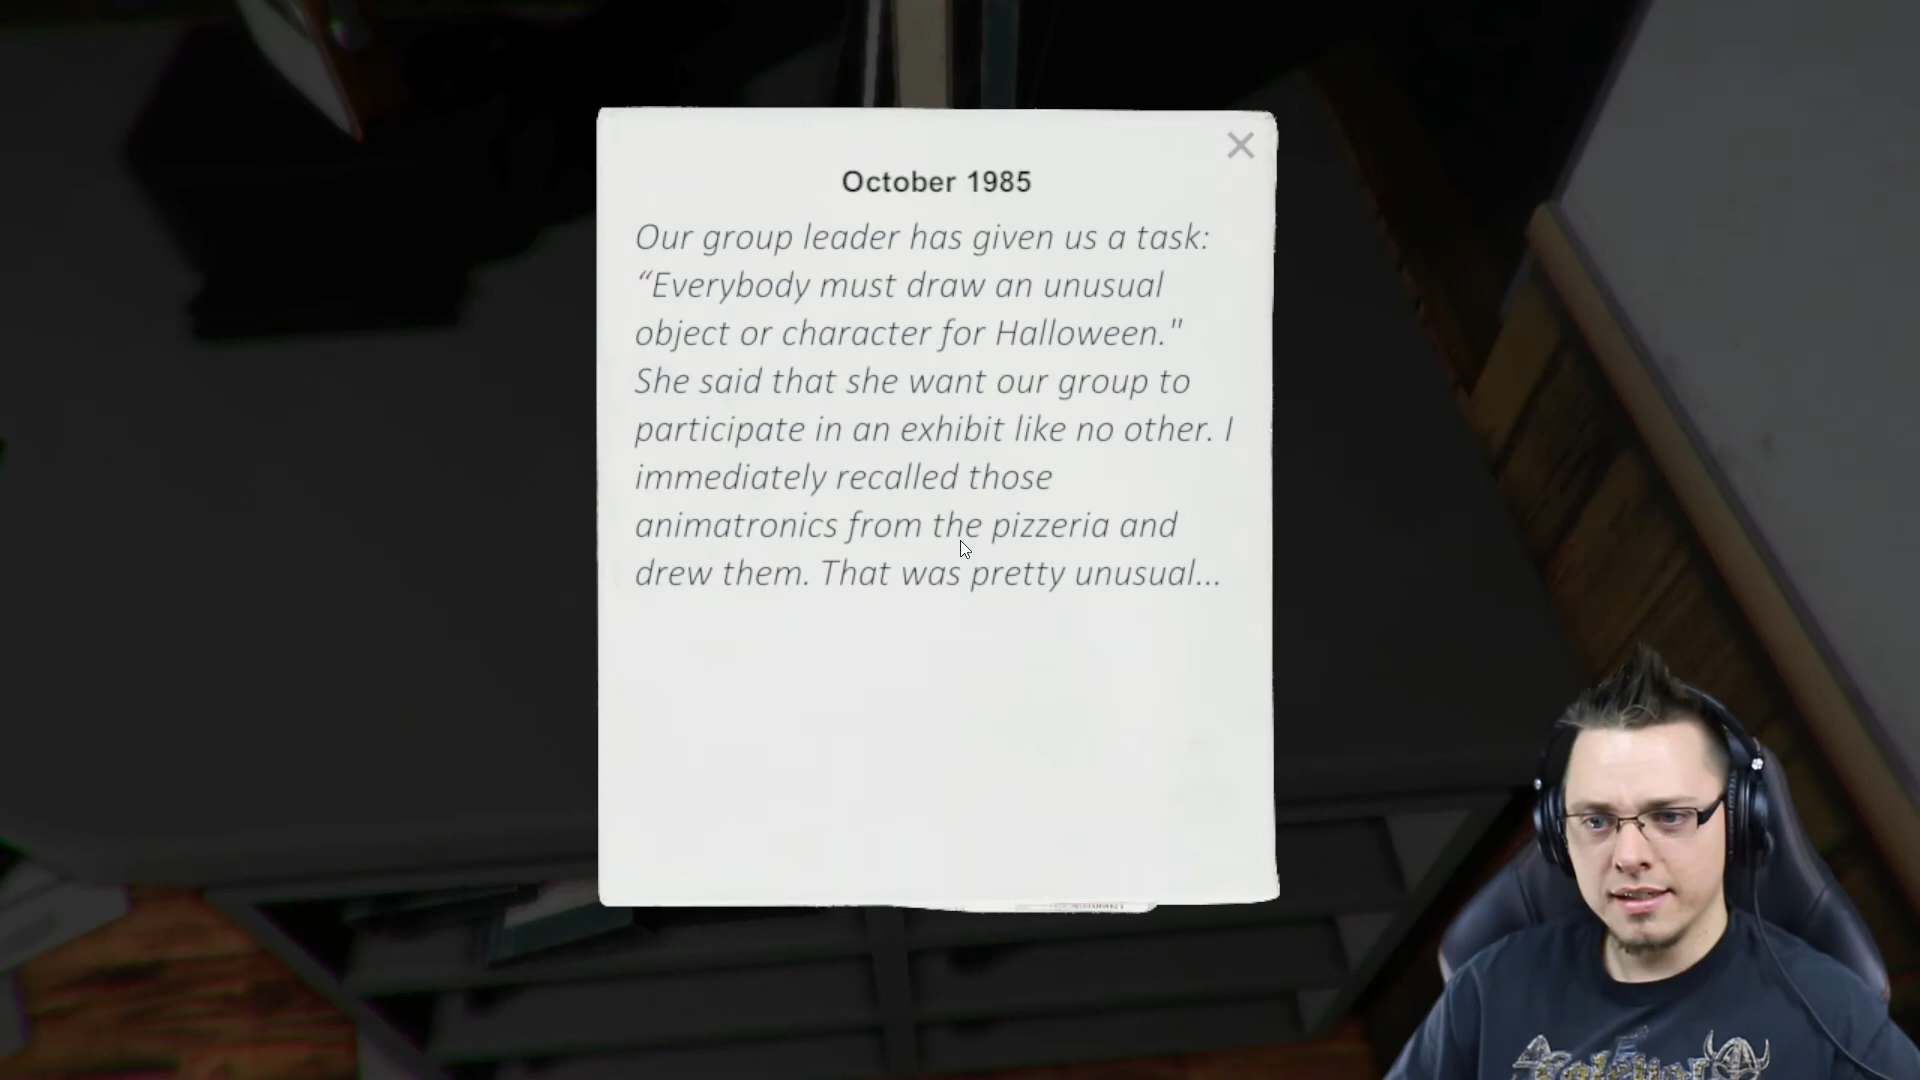 October 1985
Our group leader has given us a task:
“Everybody must draw an unusual
object or character for Halloween."
She said that she want our group to
participate in an exhibit like no other. I
immediately recalled those
animatronics from the pizzeria and
drew them. That was pretty unusual...